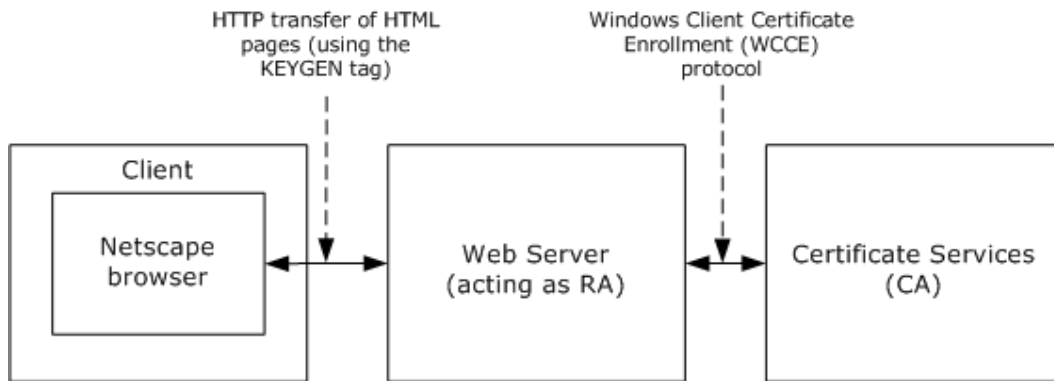 HTTP transfer of HTML
pages (using the
KEYGEN tag)
Windows Client Certificate
Enrollment (WCCE)
protocol
Client
Netscape
browser
Web Server
(acting as RA)
Certificate Services
(CA)